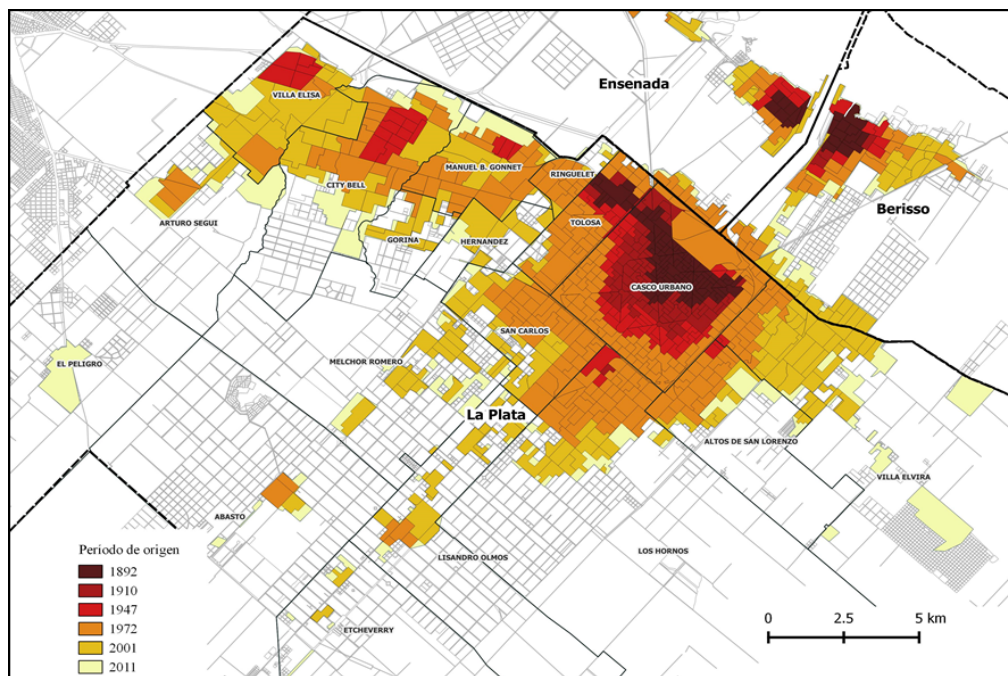 Ensenada
VILLA ELISA
MANUEL B. GONNET
RINGUELET
CITY BELL
Berisso
ARTURO SEGUI
TOLOSA
GORINA
HERNANDEZ
CASCO URBANO
SAN CARLOS
EL PELIGRO
MELCHOR ROMERO
La Plata
ALTOS DE SAN LORENZO
VILLA ELVIRA
ABASTO
LISANDRO OLMOS
LOS HORNOS
ETCHEVERRY
Periodo de origen
1892
1910
1947
1972
2001
2011
0 2.5 5 km